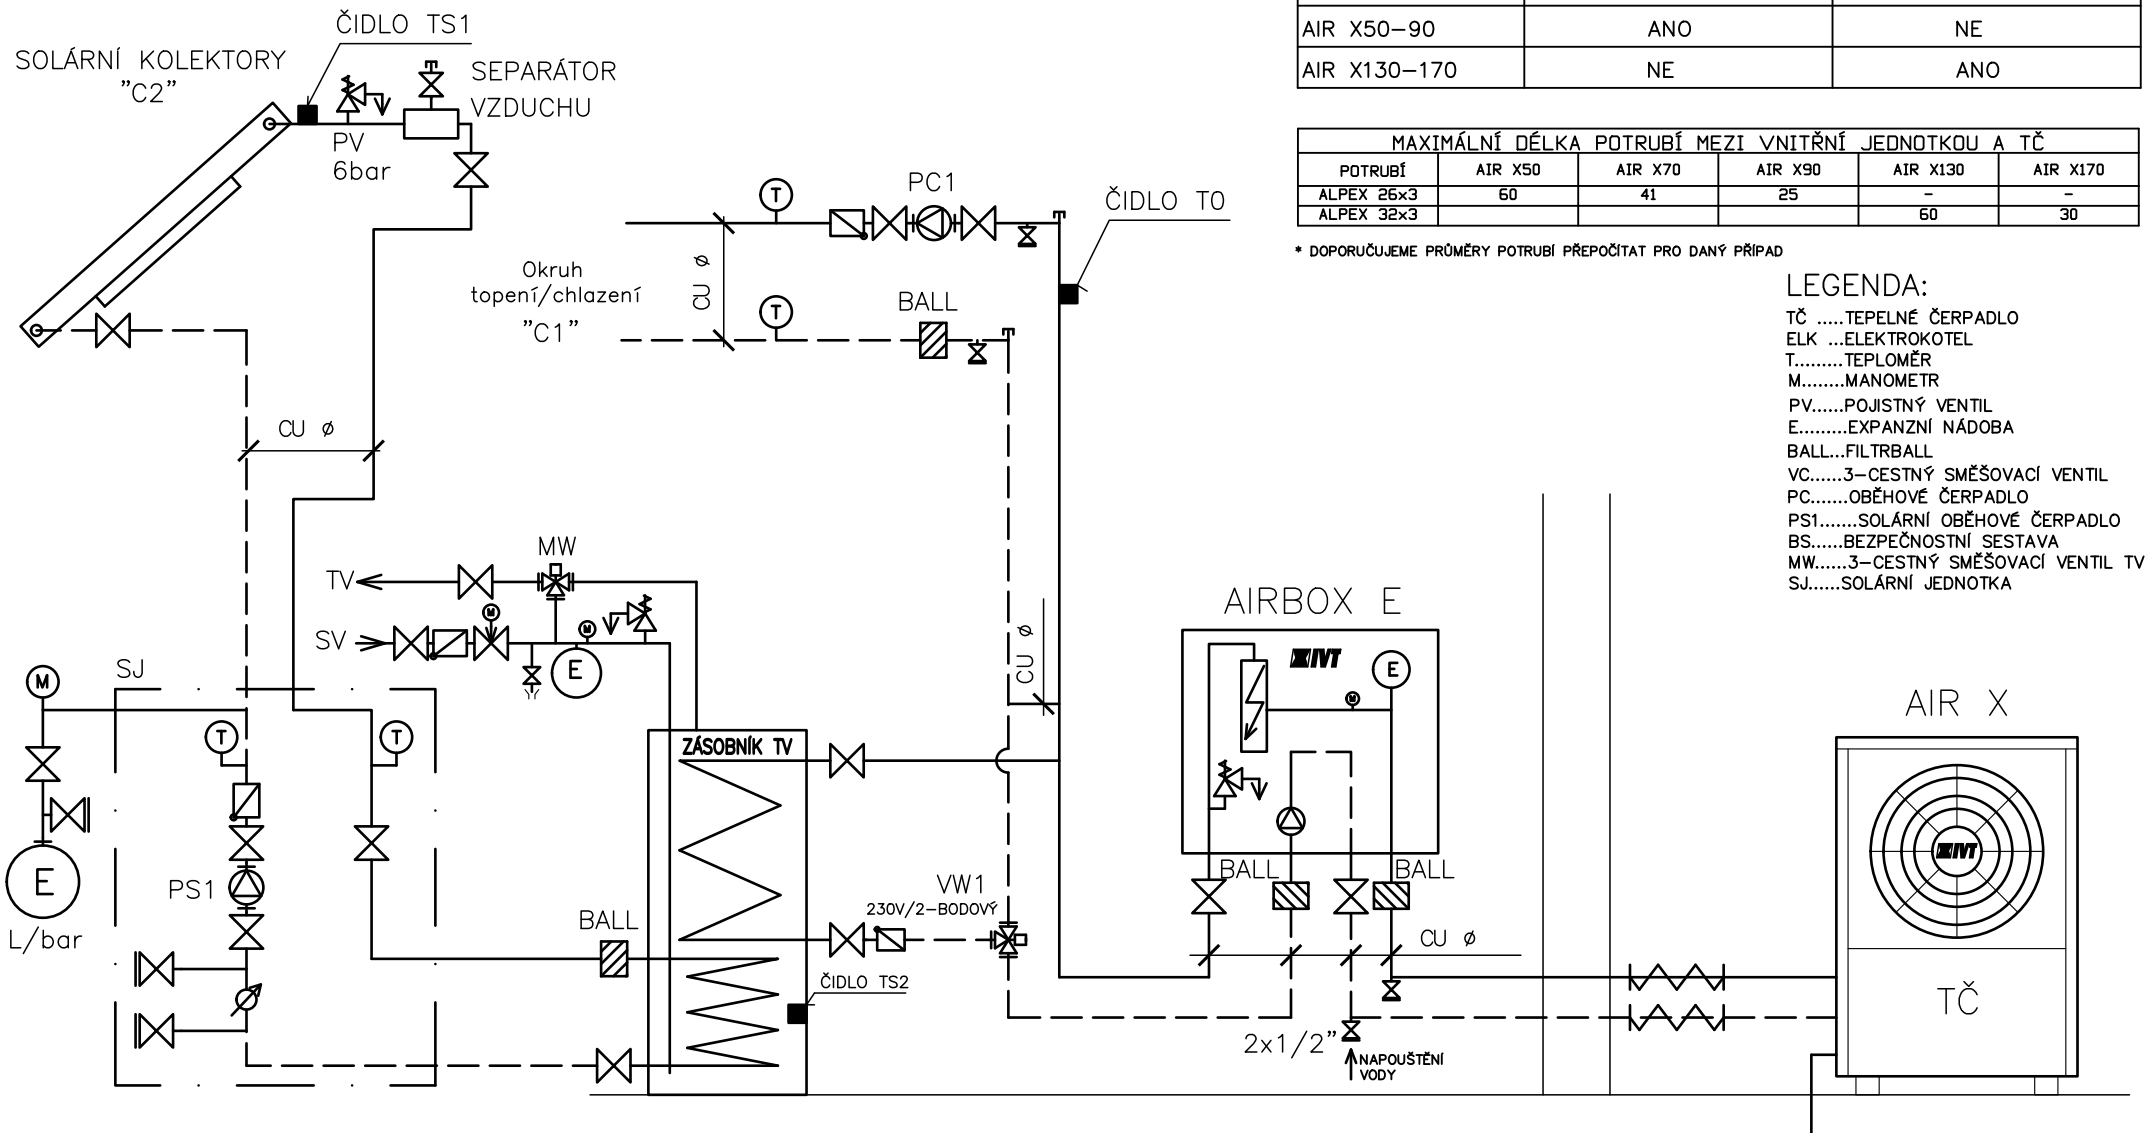 AIR X50-90 ANO NE
AIR X130-170 NE ANO
MAXIMÁLNÍ DÉLKA POTRUBÍ MEZI VNITŘNÍ JEDNOTKOU A TČ
POTRUBÍ AIR X50 AIR X70 AIR X90 AIR X130 AIR X170
ALPEX 26x3 60 41 25 - -
ALPEX 32x3 60 30
* DOPORUČUJEME PRŮMĚRY POTRUBÍ PŘEPOČÍTAT PRO DANÝ PŘÍPAD
LEGENDA:
TČ .....TEPELNÉ ČERPADLO
ELK ...ELEKTROKOTEL
T.........TEPLOMĚR
M........MANOMETR
PV......POJISTNÝ VENTIL
E.........EXPANZNÍ NÁDOBA
BALL...FILTRBALL
VC......3-CESTNÝ SMĚŠOVACÍ VENTIL
PC.......OBĚHOVÉ ČERPADLO
PS1.......SOLÁRNÍ OBĚHOVÉ ČERPADLO
BS......BEZPEČNOSTNÍ SESTAVA
MW......3-CESTNÝ SMĚŠOVACÍ VENTIL TV
SJ......SOLÁRNÍ JEDNOTKA
ČIDLO TS1
SOLÁRNÍ KOLEKTORY
"C2"
SEPARÁTOR
VZDUCHU
PV
6bar
T
PC1
ČIDLO T0
CU ø
Okruh
topení/chlazení
"C1"
T
BALL
CU ø
MW
TV
M
SV
M
E
CU ø
AIRBOX E
IVT
E
M
SJ
M
T
T
ZÁSOBNÍK TV
AIR X
IVT
TČ
PS1
E
L/bar
BALL
VW1
230V/2-BODOVÝ
BALL
BALL
CU ø
ČIDLO TS2
2x1/2"
NAPOUŠTĚNÍ
VODY